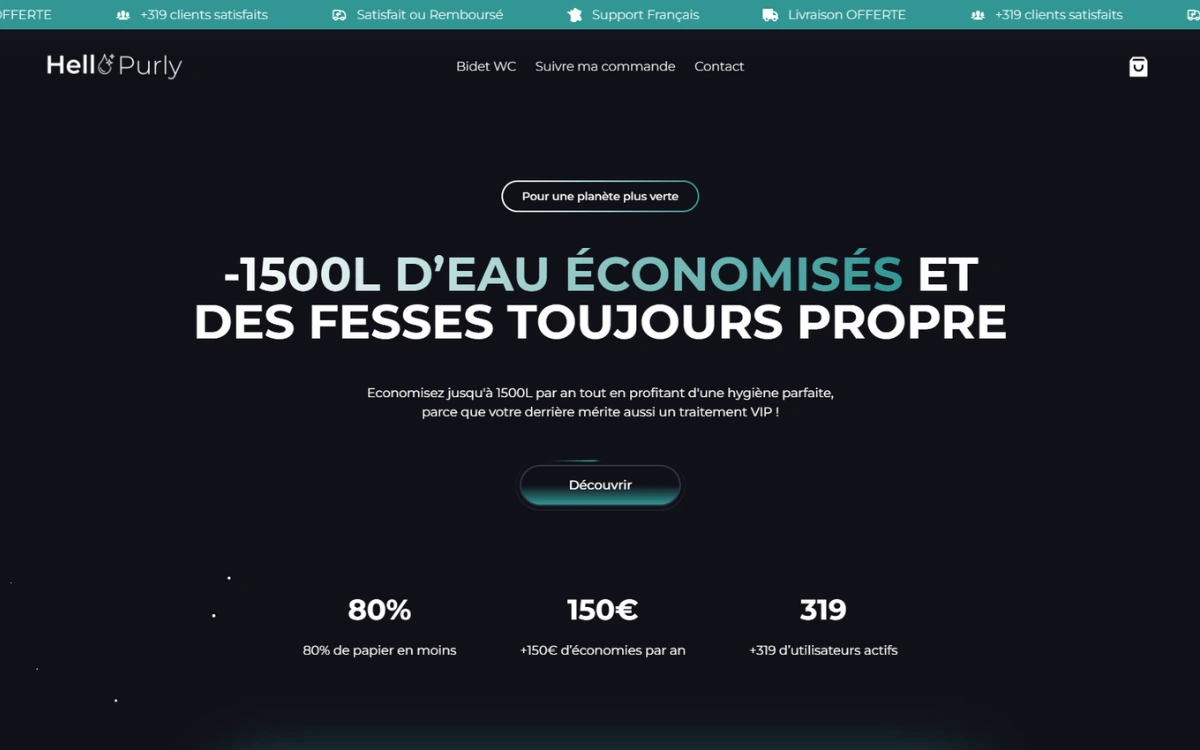 OFFERTE +319 clients satisfaits Satisfait ou Remboursé Support Français Livraison OFFERTE +319 clients satisfaits
Hello Purly
Bidet WC Suivre ma commande Contact
Pour une planète plus verte
-1500L D’EAU ÉCONOMISÉS ET
DES FESSES TOUJOURS PROPRE
Economisez jusqu'à 1500L par an tout en profitant d'une hygiène parfaite,
parce que votre derrière mérite aussi un traitement VIP !
Découvrir
80% 150€ 319
80% de papier en moins +150€ d’économies par an +319 d’utilisateurs actifs